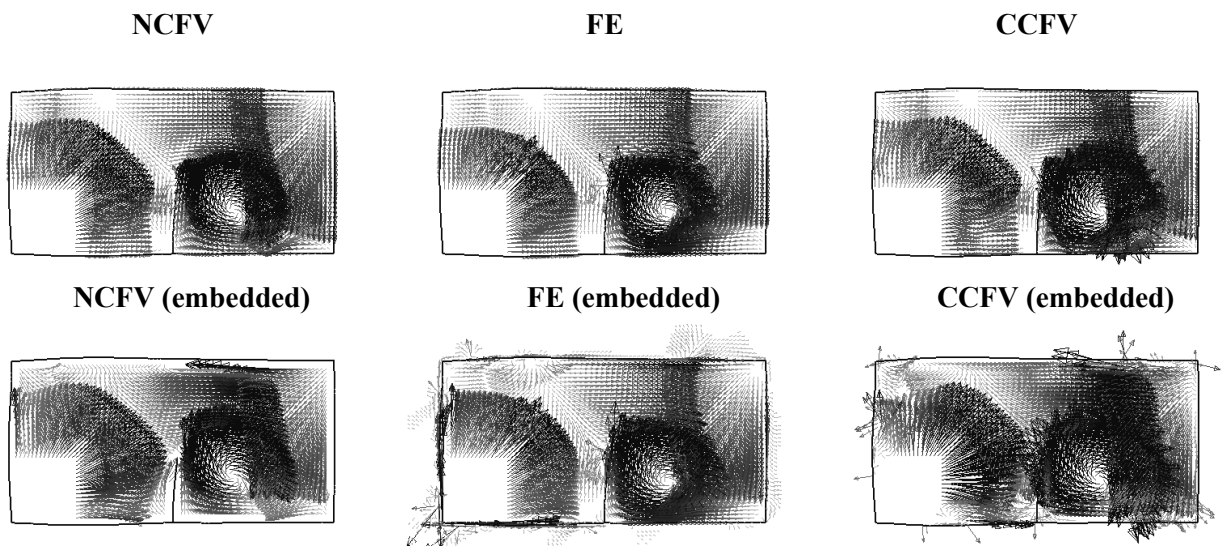 NCFV
FE
CCFV
NCFV (embedded)
FE (embedded)
CCFV (embedded)